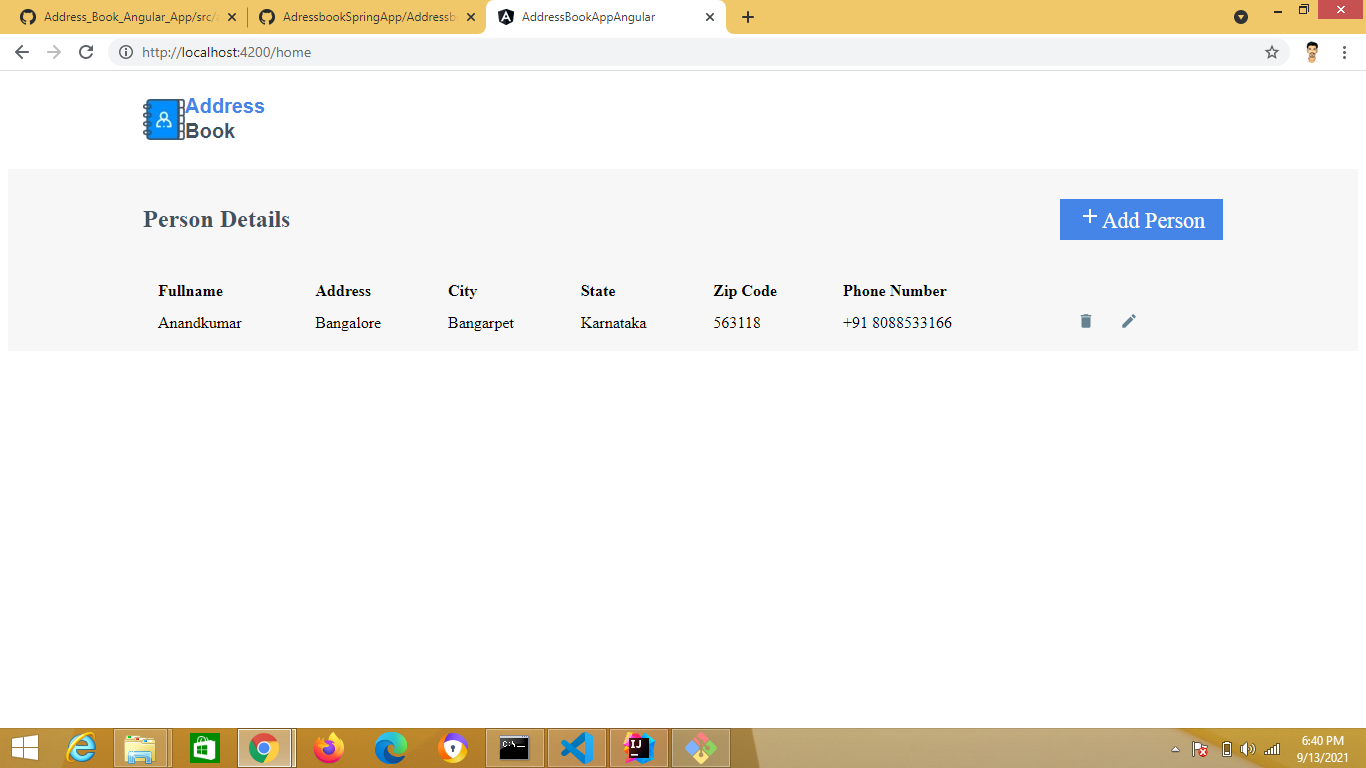 Address_Book_Angular_App/src/
AdressbookSpringApp/Addressb
AddressBookAppAngular
http://localhost:4200/home
Address
Book
Person Details
+ Add Person
Fullname Address City State Zip Code Phone Number
Anandkumar Bangalore Bangarpet Karnataka 563118 +91 8088533166
C:\_
IJ
6:40 PM
9/13/2021